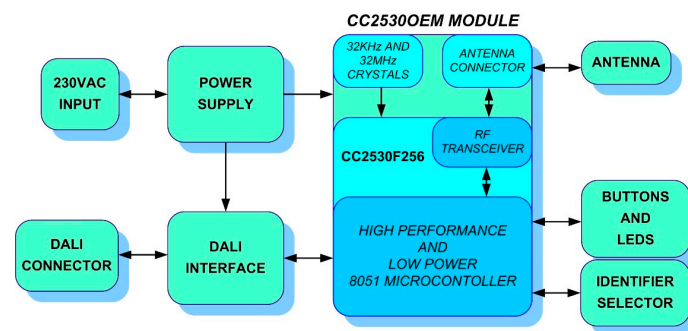 CC2530OEM MODULE
230VAC
INPUT
POWER
SUPPLY
32KHz AND
32MHz
CRYSTALS
ANTENNA
CONNECTOR
ANTENNA
CC2530F256
RF
TRANSCEIVER
DALI
CONNECTOR
DALI
INTERFACE
HIGH PERFORMANCE
AND
LOW POWER
8051 MICROCONTOLLER
BUTTONS
AND
LEDS
IDENTIFIER
SELECTOR